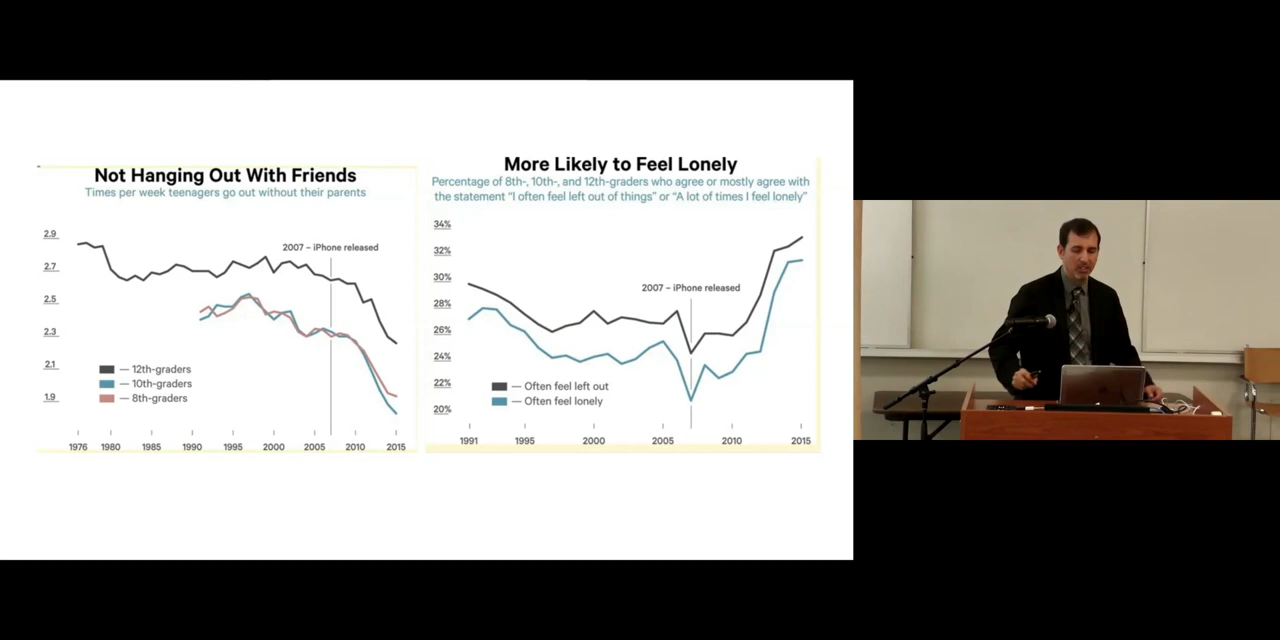 Not Hanging Out With Friends
Times per week teenagers go out without their parents
2.9
2.7
2.5
2.3
2.1
1.9
2007 – iPhone released
— 12th-graders
— 10th-graders
— 8th-graders
1976 1980 1985 1990 1995 2000 2005 2010 2015
More Likely to Feel Lonely
Percentage of 8th-, 10th-, and 12th-graders who agree or mostly agree with
the statement “I often feel left out of things” or “A lot of times I feel lonely”
34%
32%
30%
28%
26%
24%
22%
20%
2007 – iPhone released
— Often feel left out
— Often feel lonely
1991 1995 2000 2005 2010 2015